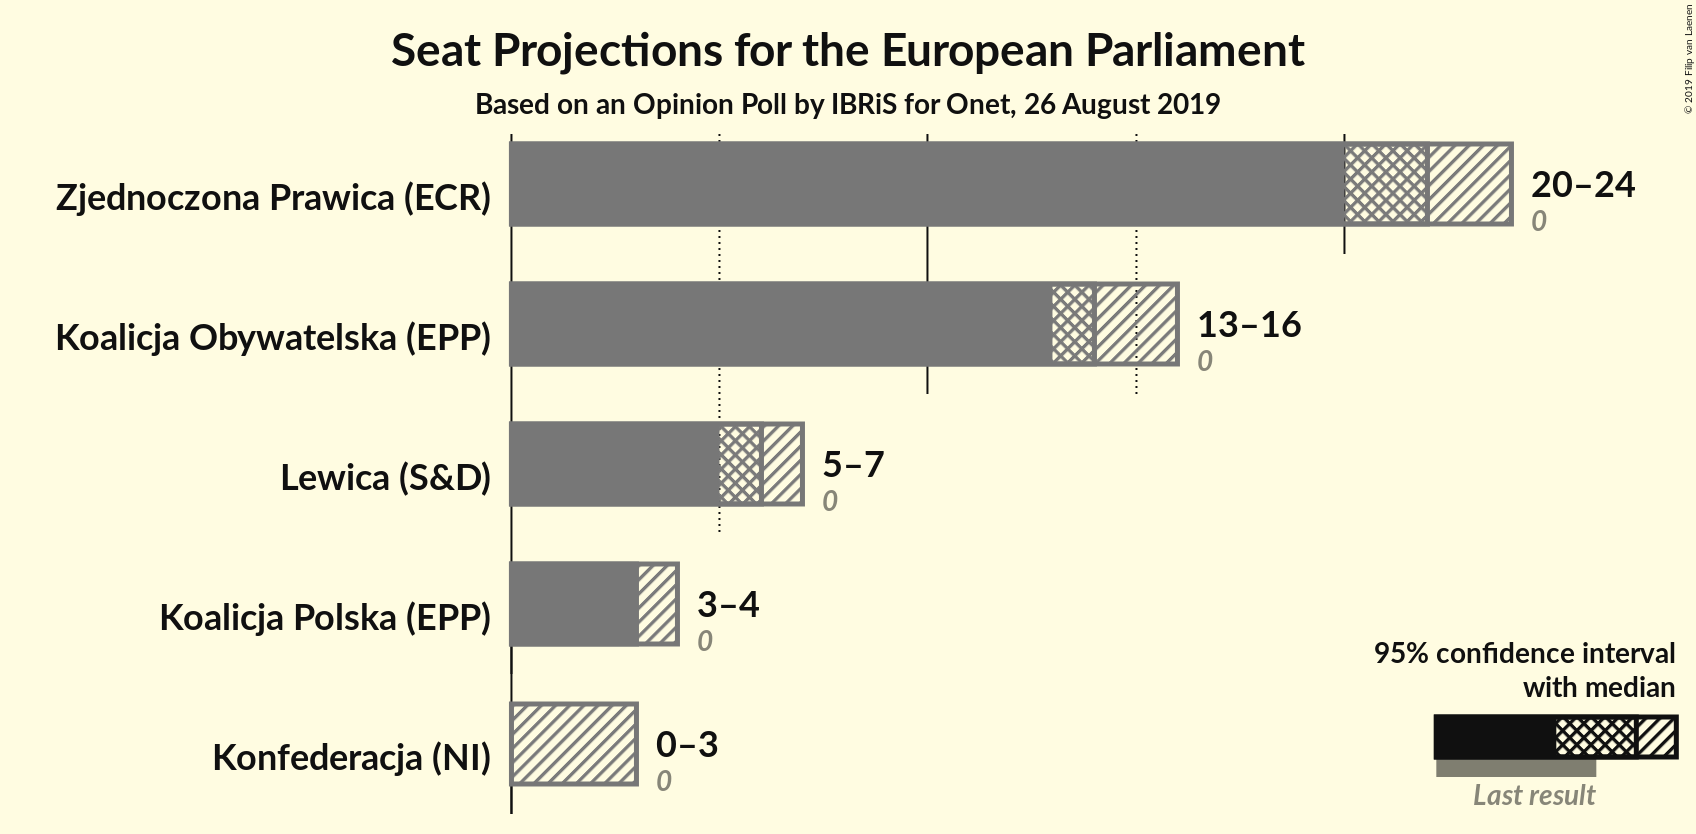 Seat Projections for the European Parliament
Based on an Opinion Poll by IBRiS for Onet, 26 August 2019
© 2019 Filip van Laenen
Zjednoczona Prawica (ECR)
20–24
0
Koalicja Obywatelska (EPP)
13–16
0
Lewica (S&D)
5–7
0
Koalicja Polska (EPP)
3–4
0
Konfederacja (NI)
0–3
0
95% confidence interval
with median
Last result